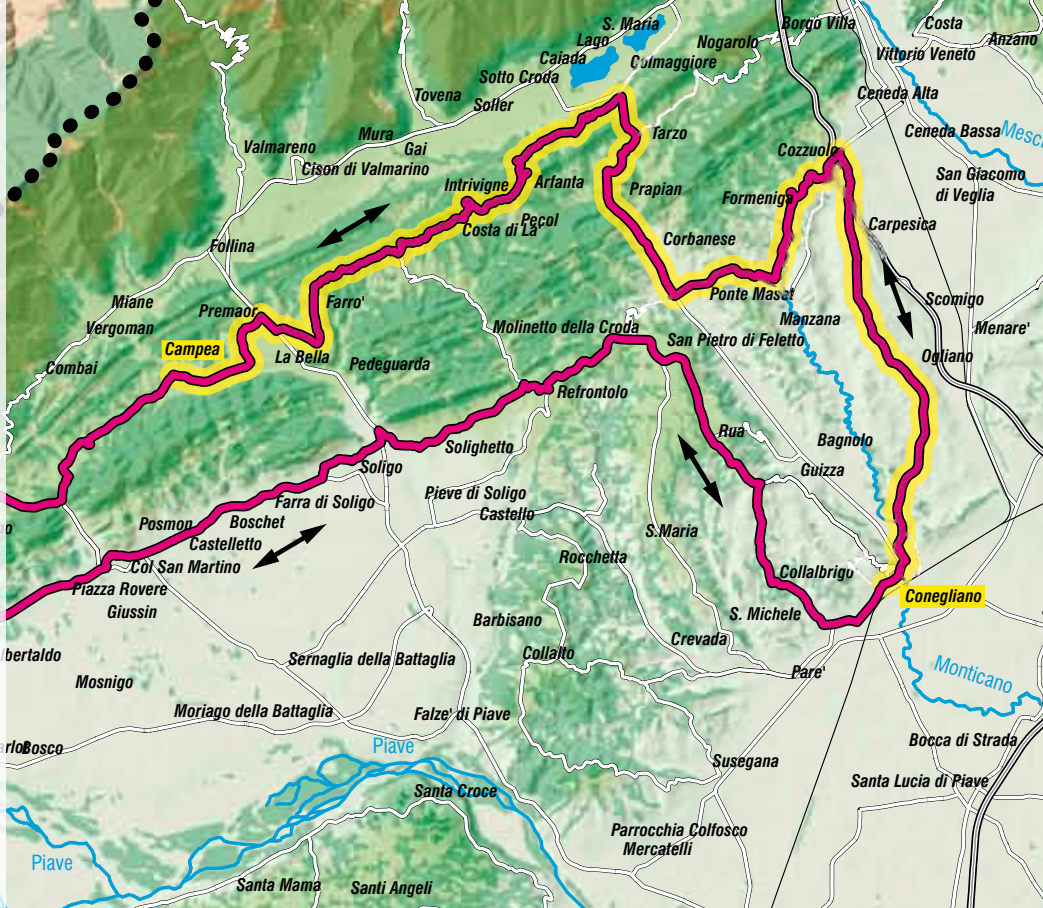 S. Maria
Lago
Borgo Villa
Costa
Anzano
Nogarolo
Caiada
Colmaggiore
Vittorio Veneto
Sotto Croda
Tovena
Soller
Ceneda Alta
Mura
Tarzo
Ceneda Bassa
Valmareno
Gai
Cozzuolo
Cison di Valmarino
San Giacomo
di Veglia
Intrivigne
Arfanta
Prapian
Formeniga
Pecol
Costa di La'
Carpesica
Follina
Corbanese
Miane
Farro'
Ponte Maset
Scomigo
Premaor
Vergoman
Molinetto della Croda
Manzana
Menare'
Campea
La Bella
San Pietro di Feletto
Ogliano
Combai
Pedeguarda
Refrontolo
Rua
Bagnolo
Solighetto
Soligo
Guizza
Farra di Soligo
Pieve di Soligo
Castello
Posmon
Boschet
S.Maria
Castelletto
Rocchetta
Col San Martino
Collalbrigo
Piazza Rovere
Conegliano
Giussin
Barbisano
S. Michele
Crevada
bertaldo
Sernaglia della Battaglia
Collalto
Pare'
Monticano
Mosnigo
Moriago della Battaglia
Falze' di Piave
Bosco
Piave
Bocca di Strada
Susegana
Santa Croce
Santa Lucia di Piave
Parrocchia Colfosco
Mercatelli
Piave
Santa Mama
Santi Angeli